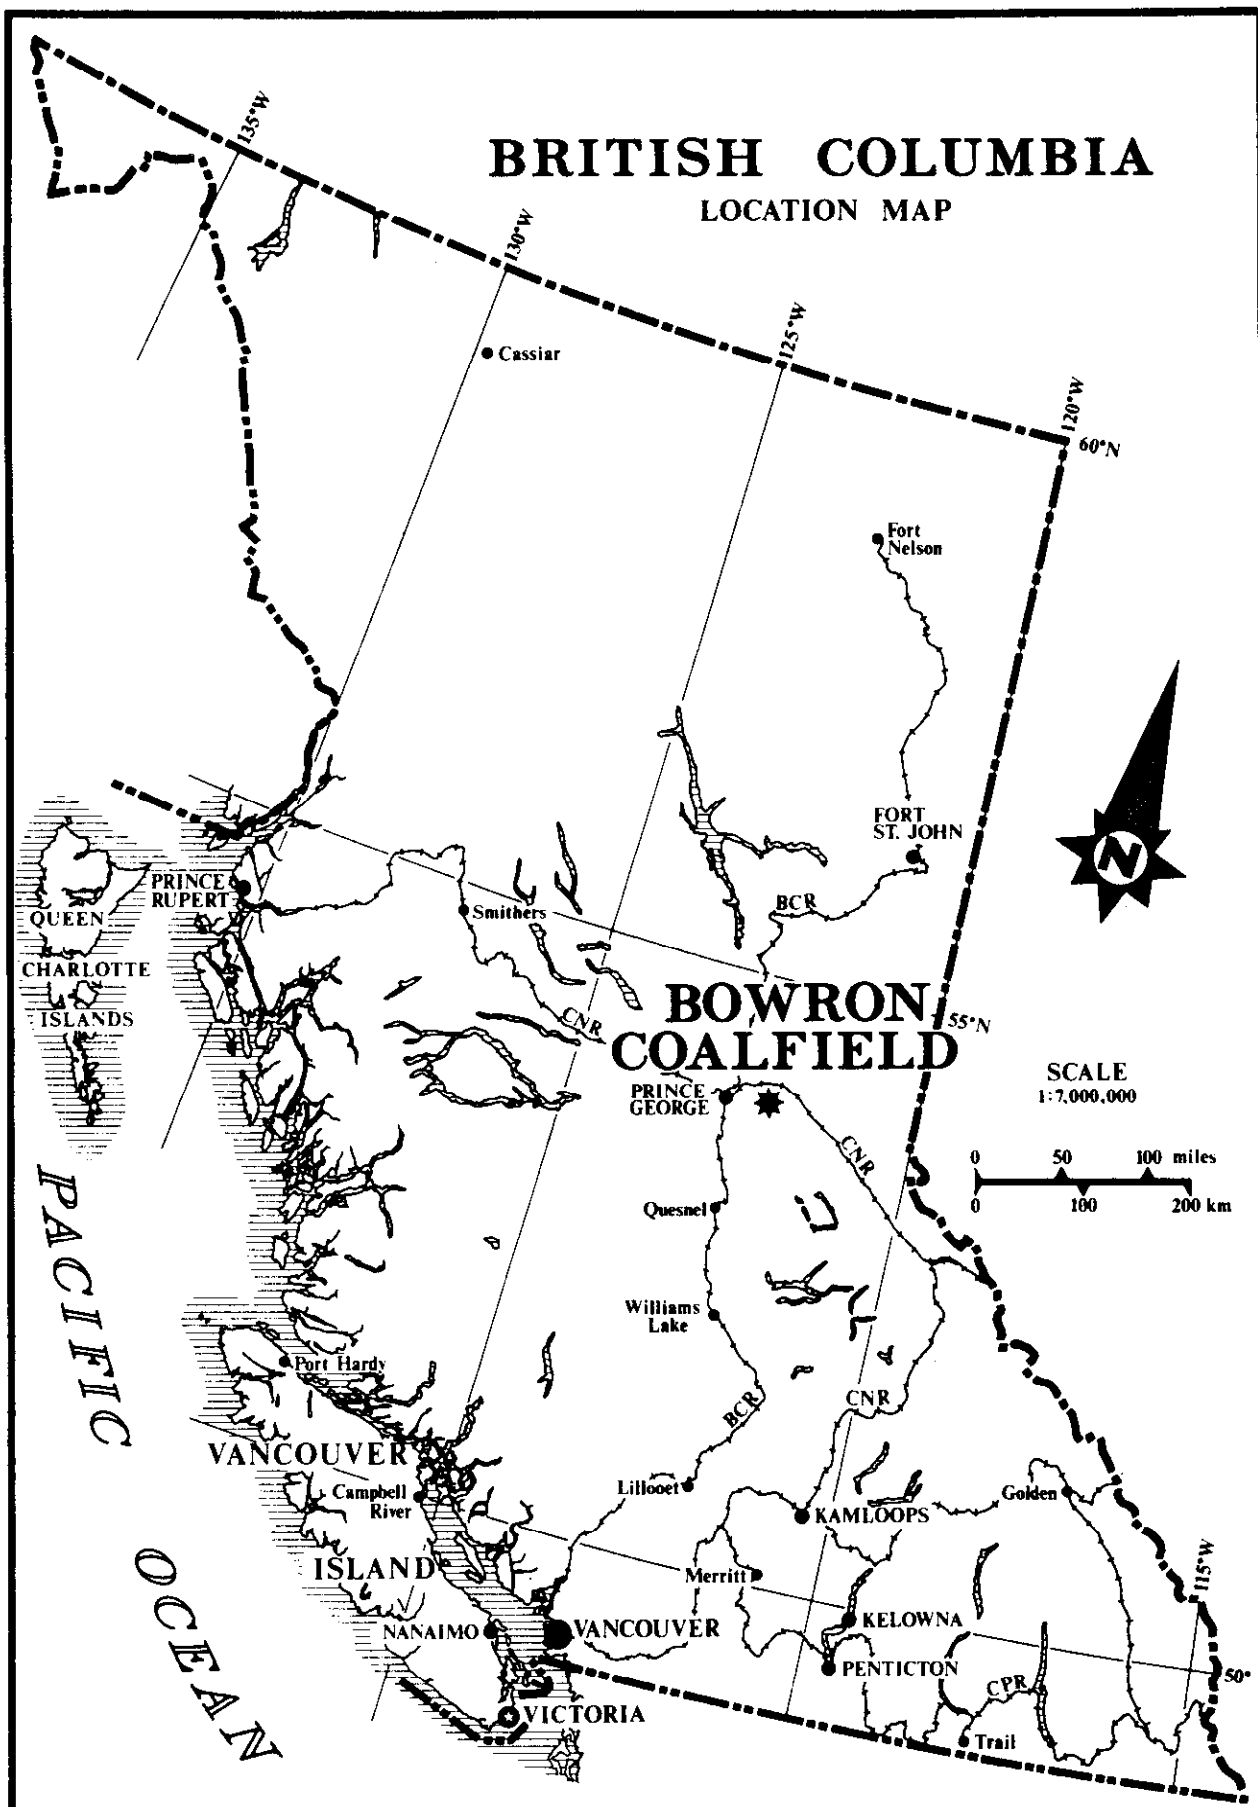 BRITISH COLUMBIA
LOCATION MAP
135°W
130°W
125°W
120°W
60°N
Cassiar
Fort
Nelson
FORT
ST. JOHN
BCR
PRINCE
RUPERT
Smithers
QUEEN
CHARLOTTE
ISLANDS
CNR
BOWRON
COALFIELD
55°N
N
SCALE
1:7,000,000
0 50 100 miles
0 100 200 km
PRINCE
GEORGE
CNR
Quesnel
Williams
Lake
PACIFIC
OCEAN
Port Hardy
BCR
CNR
VANCOUVER
Campbell
River
ISLAND
Lillooet
KAMLOOPS
Golden
Merritt
115°W
NANAIMO
VANCOUVER
KELOWNA
PENTICTON
50°
CPR
VICTORIA
Trail